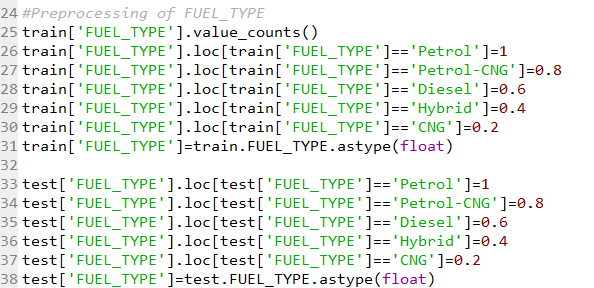 24 #Preprocessing of FUEL_TYPE
25 train['FUEL_TYPE'].value_counts()
26 train['FUEL_TYPE'].loc[train['FUEL_TYPE']=='Petrol']=1
27 train['FUEL_TYPE'].loc[train['FUEL_TYPE']=='Petrol-CNG']=0.8
28 train['FUEL_TYPE'].loc[train['FUEL_TYPE']=='Diesel']=0.6
29 train['FUEL_TYPE'].loc[train['FUEL_TYPE']=='Hybrid']=0.4
30 train['FUEL_TYPE'].loc[train['FUEL_TYPE']=='CNG']=0.2
31 train['FUEL_TYPE']=train.FUEL_TYPE.astype(float)
32
33 test['FUEL_TYPE'].loc[test['FUEL_TYPE']=='Petrol']=1
34 test['FUEL_TYPE'].loc[test['FUEL_TYPE']=='Petrol-CNG']=0.8
35 test['FUEL_TYPE'].loc[test['FUEL_TYPE']=='Diesel']=0.6
36 test['FUEL_TYPE'].loc[test['FUEL_TYPE']=='Hybrid']=0.4
37 test['FUEL_TYPE'].loc[test['FUEL_TYPE']=='CNG']=0.2
38 test['FUEL_TYPE']=test.FUEL_TYPE.astype(float)